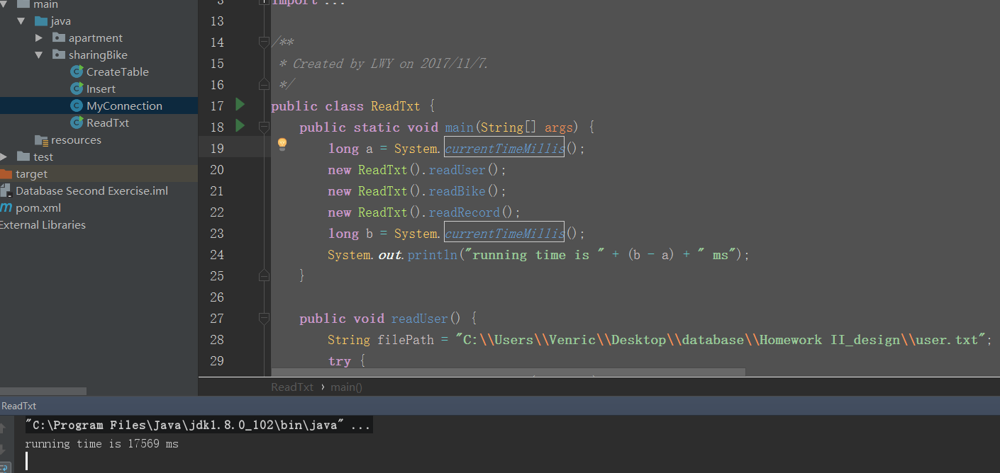 main
java
apartment
sharingBike
CreateTable
Insert
MyConnection
ReadTxt
resources
test
target
Database Second Exercise.iml
pom.xml
External Libraries
3 import ...
13
14 /**
15 * Created by LWY on 2017/11/7.
16 */
17 public class ReadTxt {
18 public static void main(String[] args) {
19 long a = System.currentTimeMillis();
20 new ReadTxt().readUser();
21 new ReadTxt().readBike();
22 new ReadTxt().readRecord();
23 long b = System.currentTimeMillis();
24 System.out.println("running time is " + (b - a) + " ms");
25 }
26
27 public void readUser() {
28 String filePath = "C:\\Users\\Venric\\Desktop\\database\\Homework II_design\\user.txt";
29 try {
ReadTxt › main()
ReadTxt
"C:\Program Files\Java\jdk1.8.0_102\bin\java" ...
running time is 17569 ms